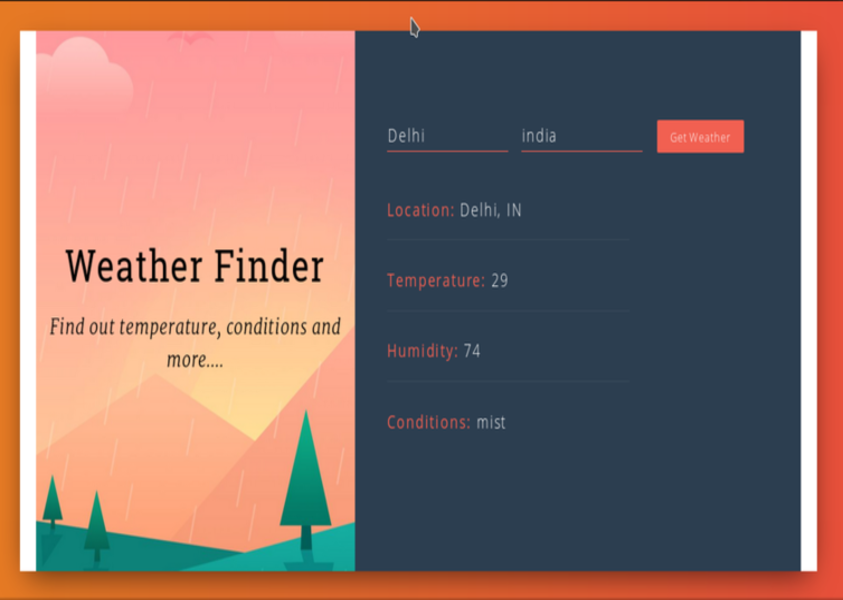 Weather Finder
Find out temperature, conditions and
more....
Delhi india Get Weather
Location: Delhi, IN
Temperature: 29
Humidity: 74
Conditions: mist